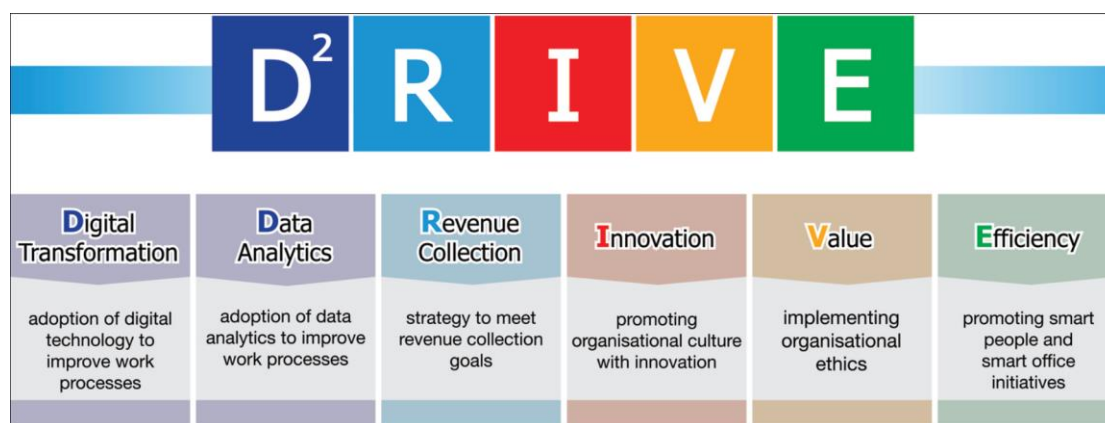 D² R I V E
Digital
Transformation
adoption of digital
technology to
improve work
processes
Data
Analytics
adoption of data
analytics to improve
work processes
Revenue
Collection
strategy to meet
revenue collection
goals
Innovation
promoting
organisational culture
with innovation
Value
implementing
organisational
ethics
Efficiency
promoting smart
people and
smart office
initiatives